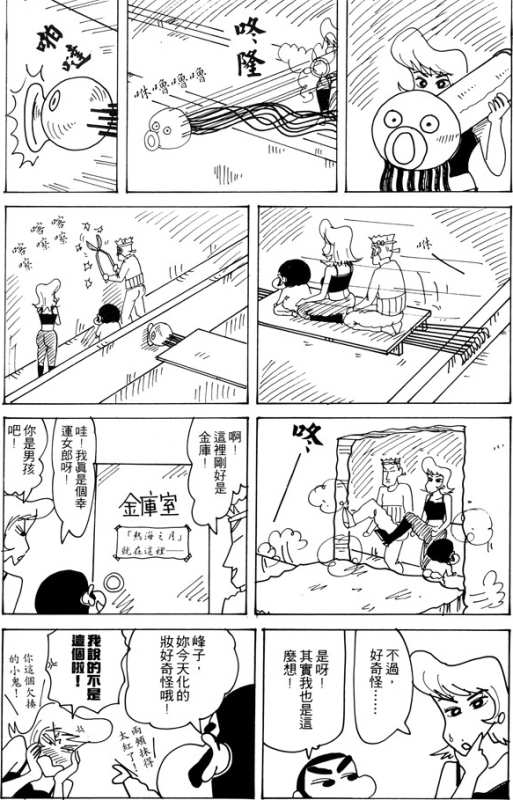 咚隆
咻嚕嚕嚕
啪噠
咻
喀嚓
喀嚓
喀嚓
咚
啊！
這裡剛好是
金庫！
哇！我真是個幸
運女郎呀！
你是男孩
吧！
金庫室
「熱海之月」
就在這裡——
不過，
好奇怪……
是呀！
其實我也是這
麼想！
峰子，
妳今天化的
妝好奇怪哦！
兩頰抹得
太紅了！
我說的不是
這個啦！
你這個欠揍
的小鬼！